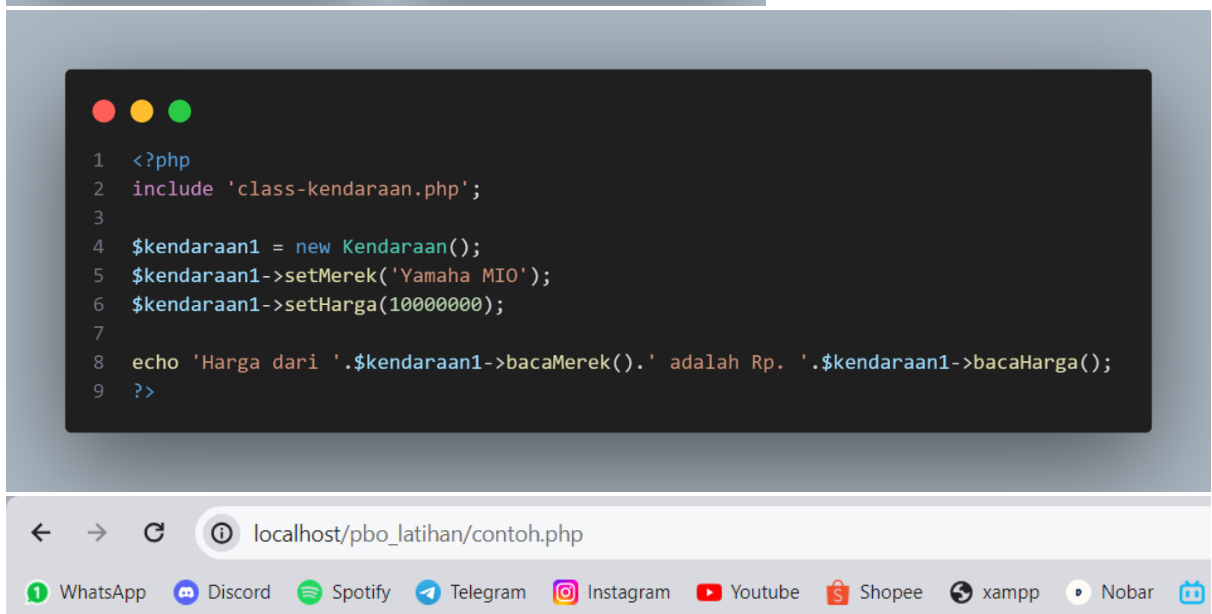 1 <?php
2 include 'class-kendaraan.php';
3
4 $kendaraan1 = new Kendaraan();
5 $kendaraan1->setMerek('Yamaha MIO');
6 $kendaraan1->setHarga(10000000);
7
8 echo 'Harga dari '.$kendaraan1->bacaMerek().' adalah Rp. '.$kendaraan1->bacaHarga();
9 ?>
localhost/pbo_latihan/contoh.php
1 WhatsApp Discord Spotify Telegram Instagram Youtube S Shopee xampp Nobar